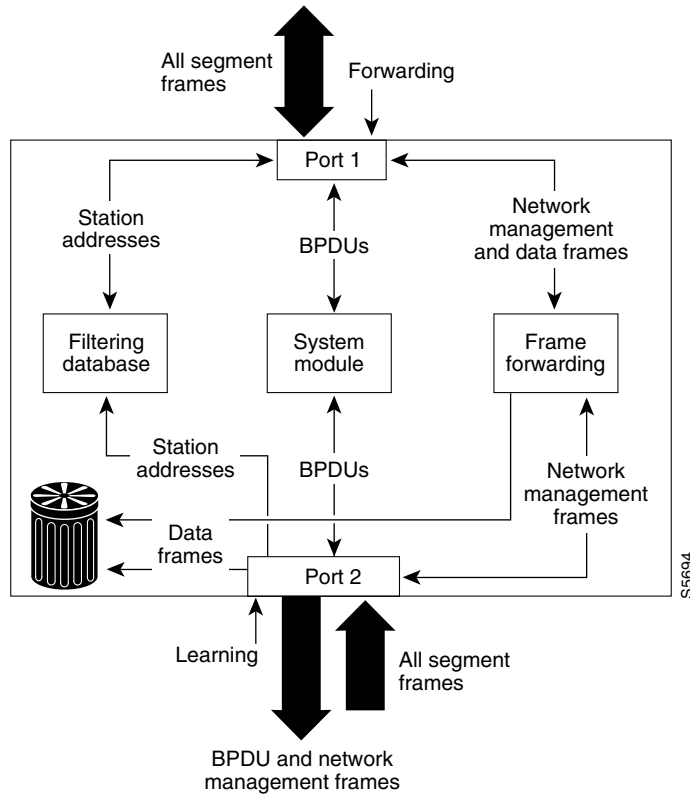 All segment
frames
Forwarding
Port 1
Station
addresses
BPDUs
Network
management
and data frames
Filtering
database
System
module
Frame
forwarding
Station
addresses
BPDUs
Network
management
frames
Data
frames
Port 2
S5694
Learning
All segment
frames
BPDU and network
management frames